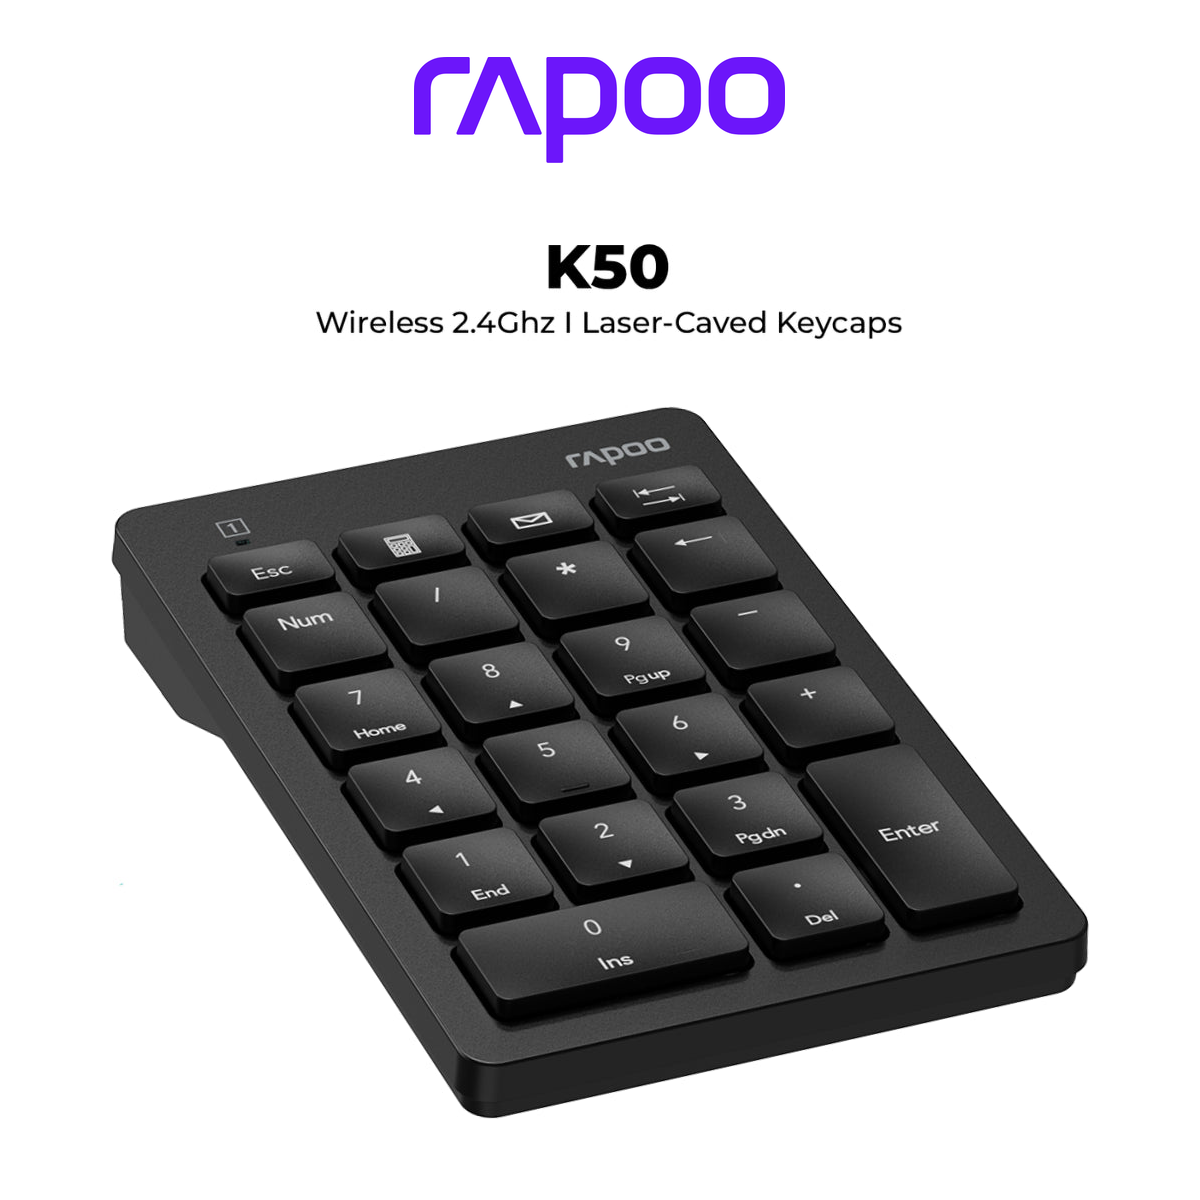 rapoo
K50
Wireless 2.4Ghz I Laser-Caved Keycaps
rapoo
1
Esc
Num / *
7 8 9 −
Home Pgup
4 5 6 +
1 2 3 Enter
End Pgdn
0 .
Ins Del